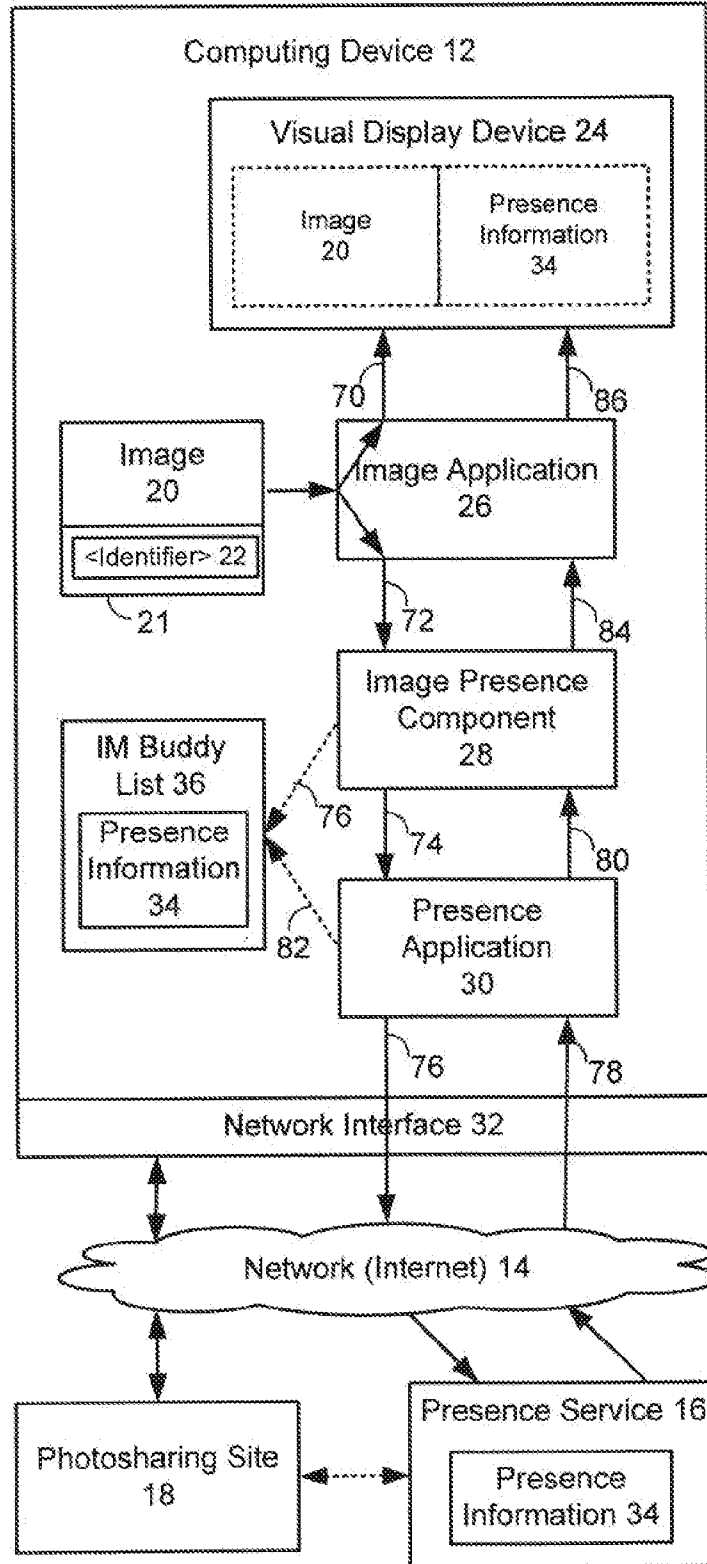 Computing Device 12
Visual Display Device 24
Image
20
Presence
Information
34
70
86
Image
20
<Identifier> 22
21
Image Application
26
72
84
Image Presence
Component
28
IM Buddy
List 36
Presence
Information
34
76
74
80
82
Presence
Application
30
76
78
Network Interface 32
Network (Internet) 14
Photosharing Site
18
Presence Service 16
Presence
Information 34